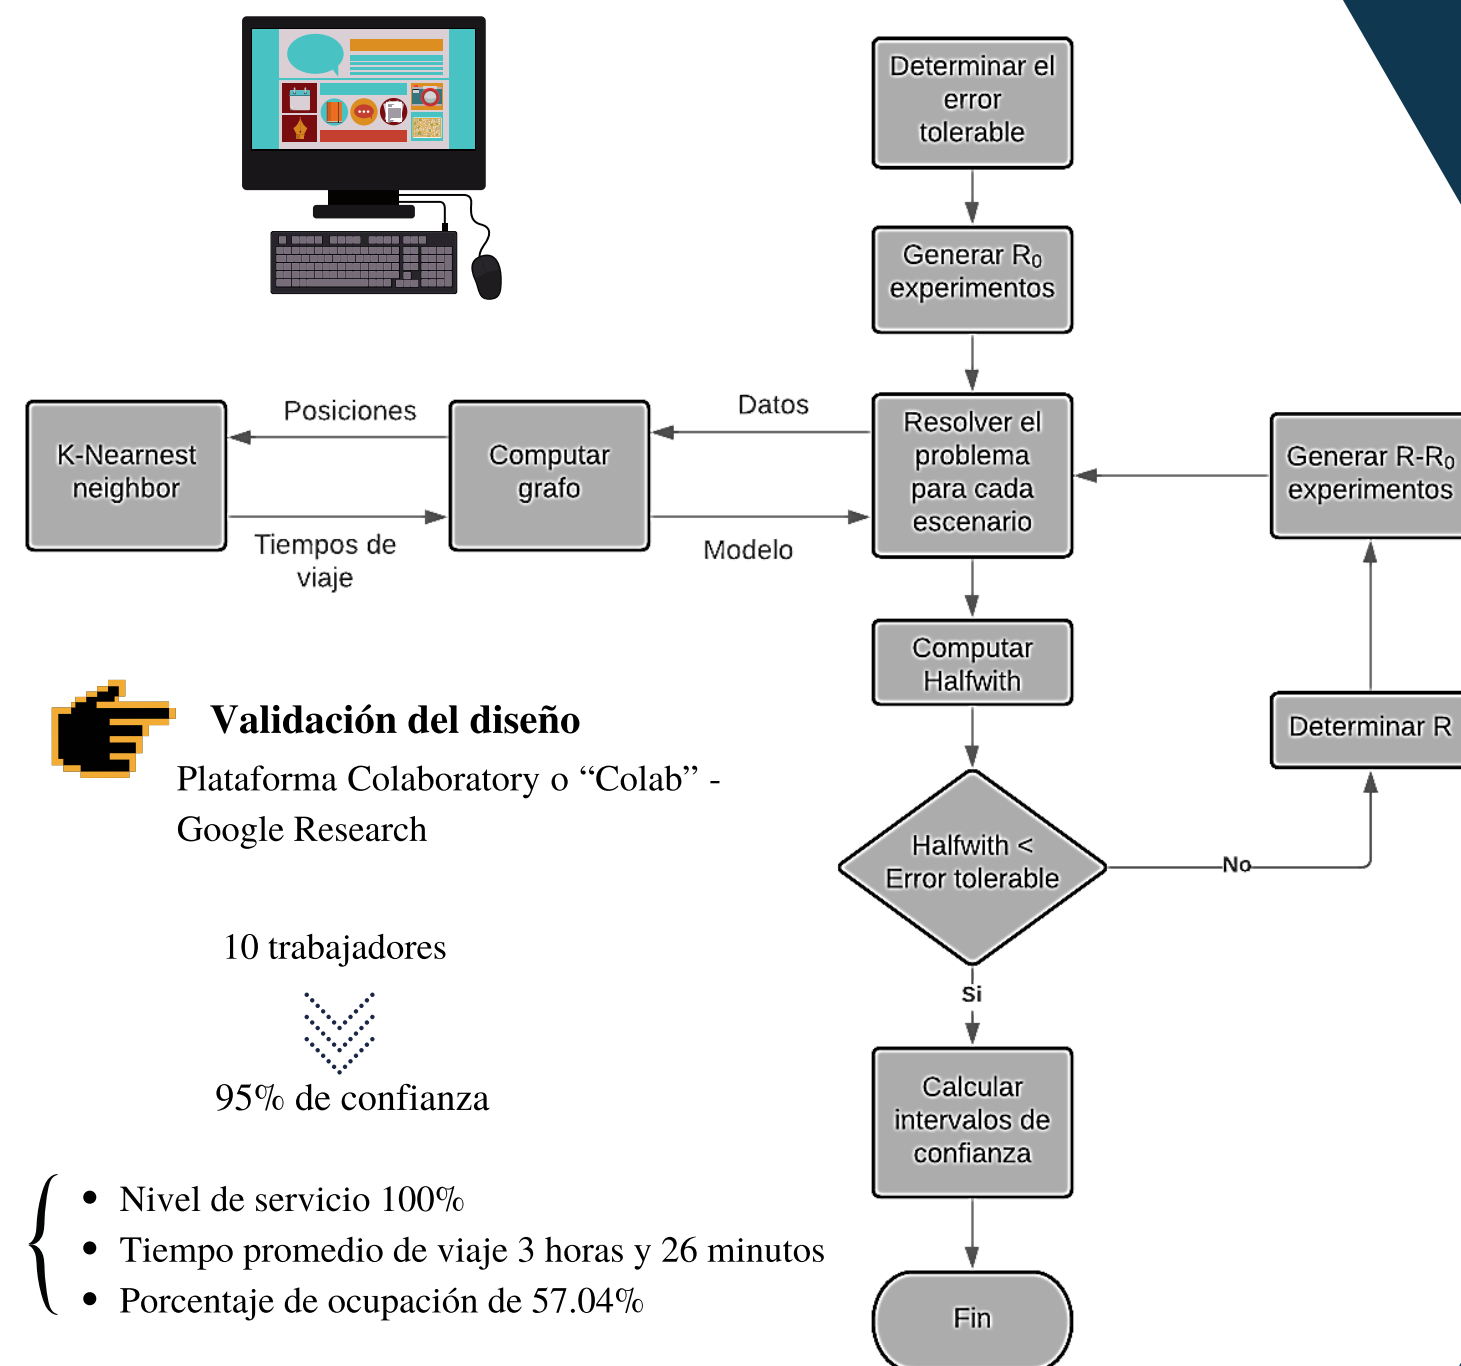 Determinar el
error
tolerable
Generar R₀
experimentos
Posiciones
Datos
K-Nearnest
neighbor
Computar
grafo
Resolver el
problema
para cada
escenario
Generar R-R₀
experimentos
Tiempos de
viaje
Modelo
Computar
Halfwith
Determinar R
Validación del diseño
Plataforma Colaboratory o “Colab” -
Google Research
Halfwith <
Error tolerable
No
10 trabajadores
Si
95% de confianza
Calcular
intervalos de
confianza
• Nivel de servicio 100%
• Tiempo promedio de viaje 3 horas y 26 minutos
• Porcentaje de ocupación de 57.04%
Fin